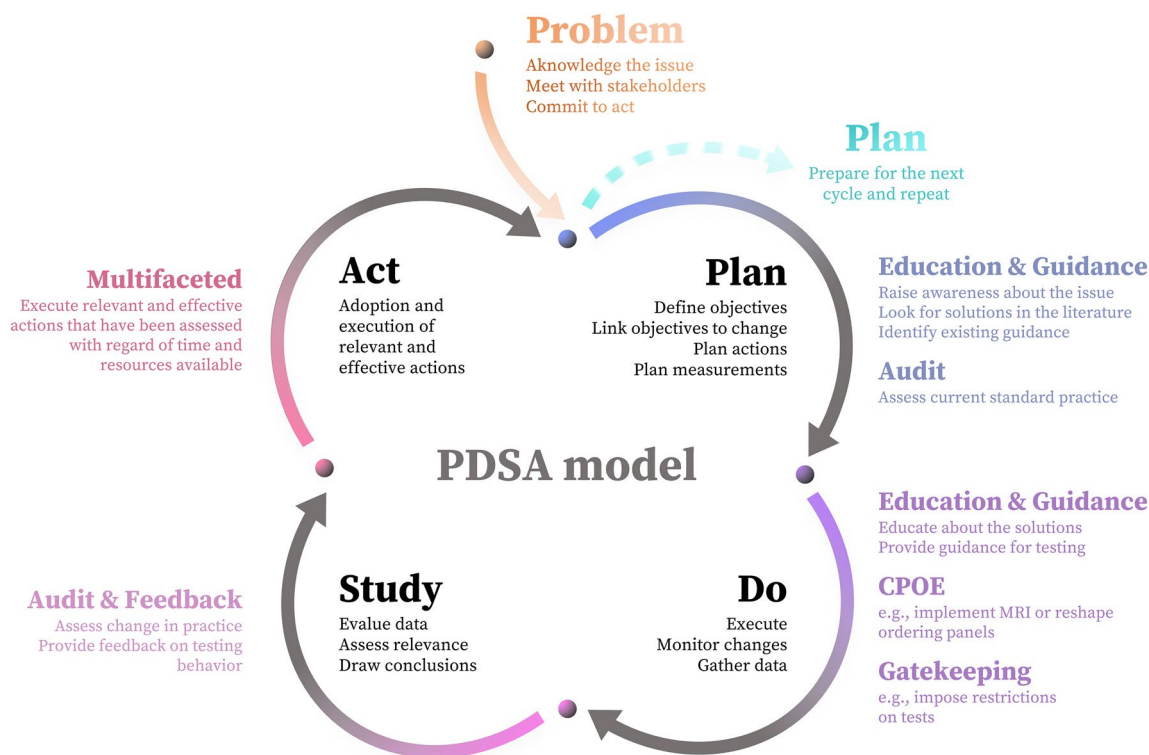 Problem
Aknowledge the issue
Meet with stakeholders
Commit to act
Plan
Prepare for the next
cycle and repeat
Act
Adoption and
execution of
relevant and
effective actions
Plan
Define objectives
Link objectives to change
Plan actions
Plan measurements
Education & Guidance
Raise awareness about the issue
Look for solutions in the literature
Identify existing guidance
Audit
Assess current standard practice
Multifaceted
Execute relevant and effective
actions that have been assessed
with regard of time and
resources available
PDSA model
Education & Guidance
Educate about the solutions
Provide guidance for testing
CPOE
e.g., implement MRI or reshape
ordering panels
Gatekeeping
e.g., impose restrictions
on tests
Do
Execute
Monitor changes
Gather data
Study
Evalue data
Assess relevance
Draw conclusions
Audit & Feedback
Assess change in practice
Provide feedback on testing
behavior